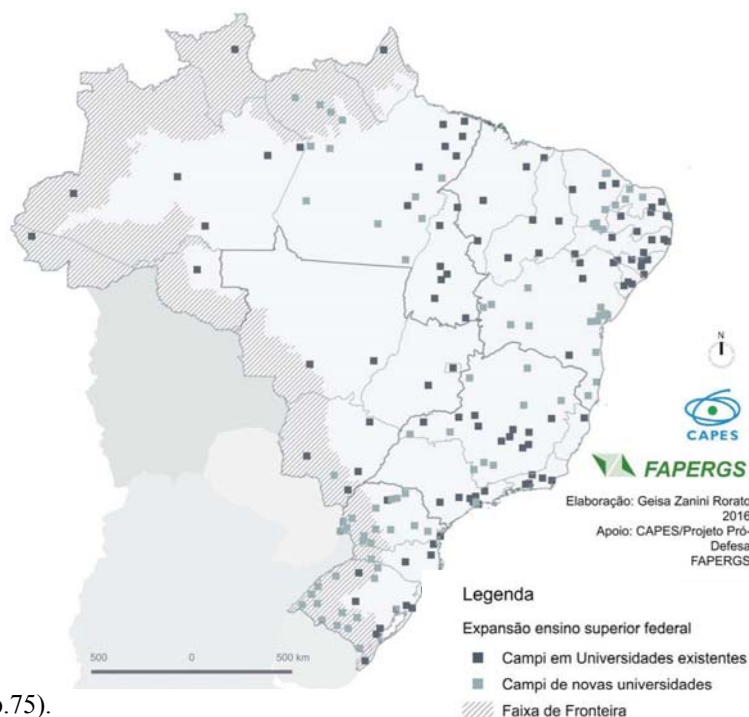 N
CAPES
FAPERGS
Elaboração: Geisa Zanini Rorato
2016
Apoio: CAPES/Projeto Pró-
Defesa
FAPERGS
Legenda
Expansão ensino superior federal
Campi em Universidades existentes
Campi de novas universidades
Faixa de Fronteira
500 0 500 km
p.75).